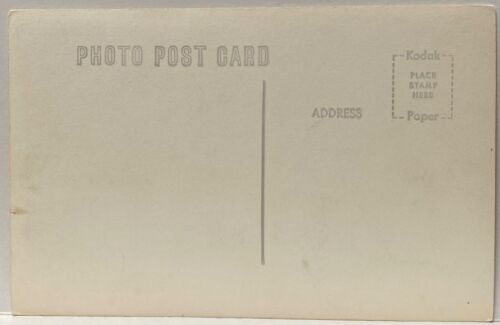 PHOTO POST CARD
Kodak
PLACE
STAMP
HERE
Paper
ADDRESS